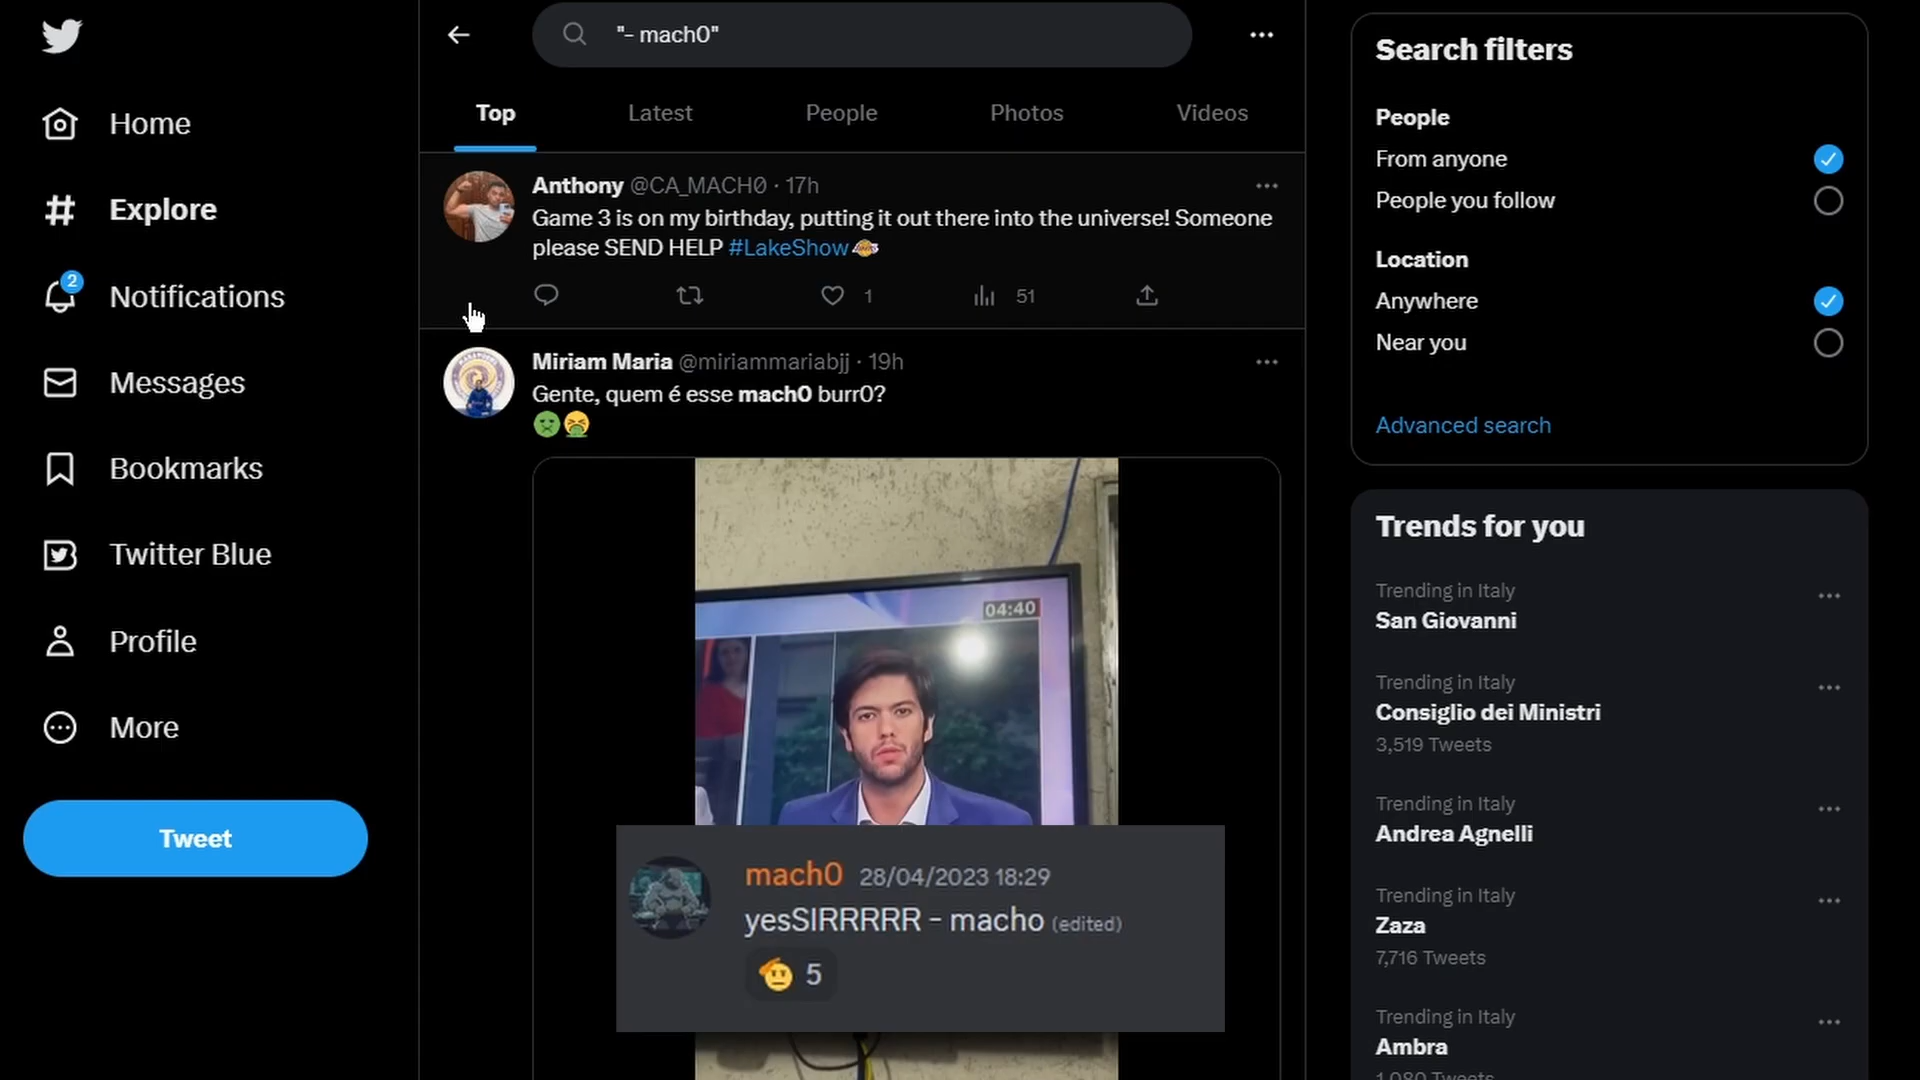 Home
Explore
2
Notifications
Messages
Bookmarks
Twitter Blue
Profile
More
Tweet
"- mach0"
Top
Latest
People
Photos
Videos
Anthony @CA_MACH0 · 17h
Game 3 is on my birthday, putting it out there into the universe! Someone
please SEND HELP #LakeShow
1
51
Miriam Maria @miriammariabjj · 19h
Gente, quem é esse mach0 burr0?
04:40
mach0 28/04/2023 18:29
yesSIRRRRR - macho (edited)
5
Search filters
People
From anyone
People you follow
Location
Anywhere
Near you
Advanced search
Trends for you
Trending in Italy
San Giovanni
Trending in Italy
Consiglio dei Ministri
3,519 Tweets
Trending in Italy
Andrea Agnelli
Trending in Italy
Zaza
7,716 Tweets
Trending in Italy
Ambra
1,080 Tweets